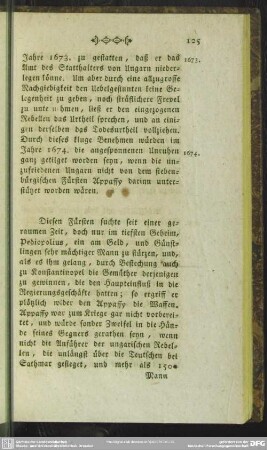 125
Jahre 1673. zu gestatten, daß er das 1673.
Amt des Statthalters von Ungarn nieder-
legen könne. Um aber durch eine allzugrosse
Nachgiebigkeit den Uebelgesinnten keine Ge-
legenheit zu geben, noch sträflichere Frevel
zu unternehmen, ließ er den eingezogenen
Rebellen das Urtheil sprechen, und an eini-
gen derselben das Todesurtheil vollziehen.
Durch dieses kluge Benehmen würden im
Jahre 1674. die angesponnenen Unruhen 1674.
ganz getilget worden seyn, wenn die un-
zufriedenen Ungarn nicht von dem sieben-
bürgischen Fürsten Appaffy darinn unter-
stützet worden wären.
Diesen Fürsten suchte seit einer ge-
raumen Zeit, doch nur im tiefsten Geheim,
Pediopolius, ein am Geld, und Günst-
lingen sehr mächtiger Mann zu stürzen, und,
als es ihm gelang, durch Bestechung auch
zu Konstantinopel die Gemüther derjenigen
zu gewinnen, die den Haupteinfluß in die
Regierungsgeschäfte hatten; so ergriff er
plötzlich wider den Appaffy die Waffen.
Appaffy war zum Kriege gar nicht vorberei-
tet, und würde sonder Zweifel in die Hän-
de seines Gegners gerathen seyn, wenn
nicht die Anführer der ungarischen Rebel-
len, die unlängst über die Teutschen bei
Sathmar gesieget, und mehr als 1500
Mann